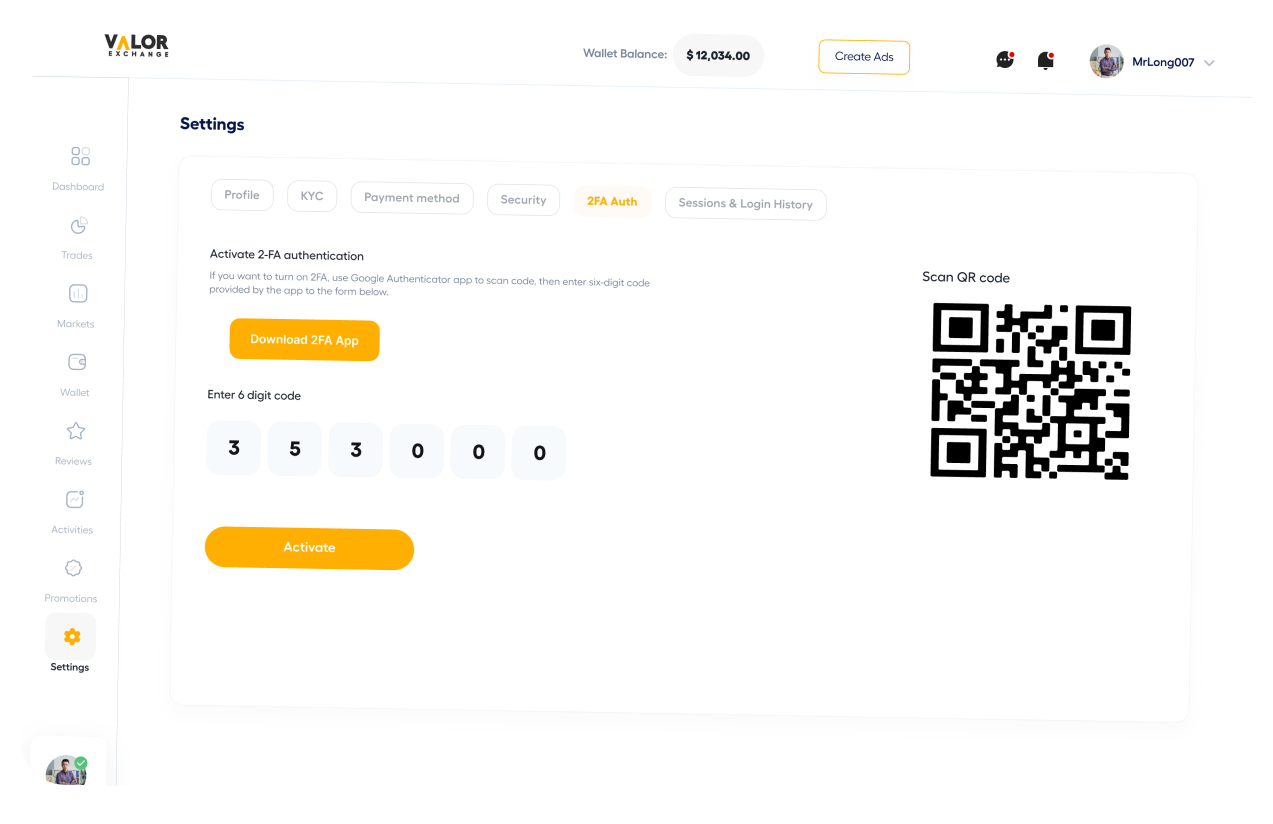 VALOR
EXCHANGE
Wallet Balance: $ 12,034.00
Create Ads
MrLong007
Settings
Dashboard
Trades
Markets
Wallet
Reviews
Activities
Promotions
Settings
Profile
KYC
Payment method
Security
2FA Auth
Sessions & Login History
Activate 2-FA authentication
If you want to turn on 2FA, use Google Authenticator app to scan code, then enter six-digit code
provided by the app to the form below.
Download 2FA App
Enter 6 digit code
3 5 3 0 0 0
Activate
Scan QR code